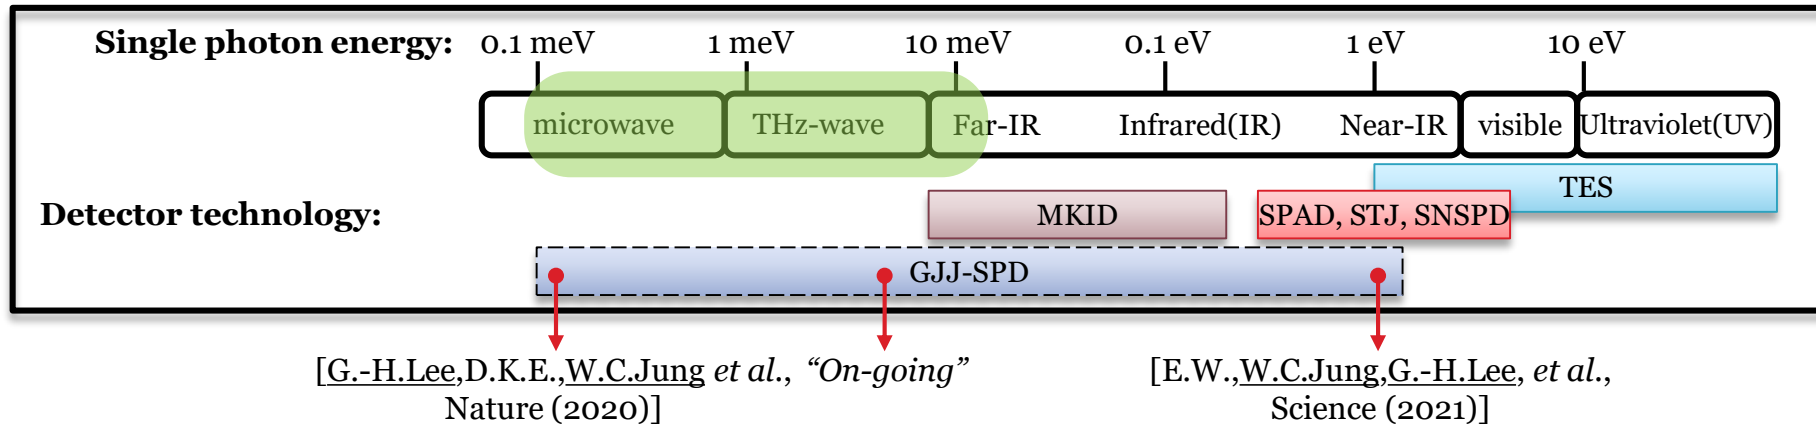 Single photon energy: 0.1 meV 1 meV 10 meV 0.1 eV 1 eV 10 eV
microwave THz-wave Far-IR Infrared(IR) Near-IR visible Ultraviolet(UV)
TES
Detector technology: MKID SPAD, STJ, SNSPD
GJJ-SPD
[G.-H.Lee,D.K.E.,W.C.Jung et al., “On-going” [E.W.,W.C.Jung,G.-H.Lee, et al.,
Nature (2020)] Science (2021)]